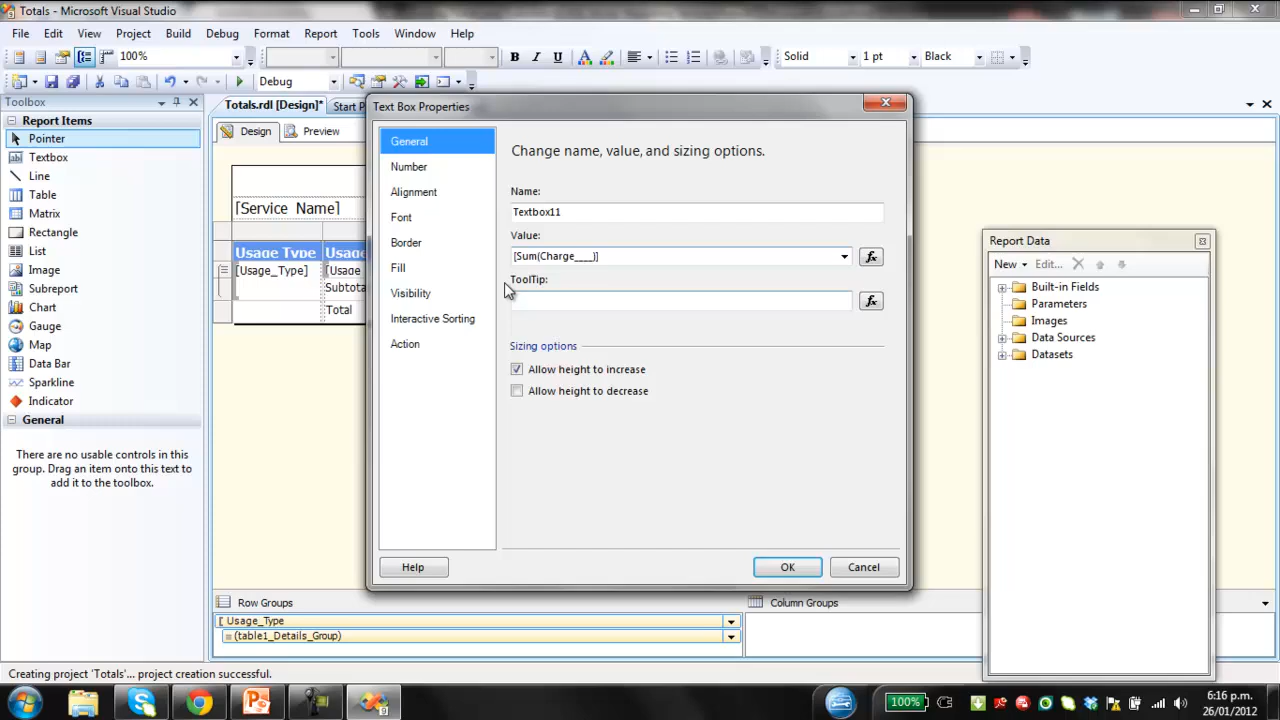 Totals - Microsoft Visual Studio
File Edit View Project Build Debug Format Report Tools Window Help
100% B I U A Solid 1 pt Black
Debug
Toolbox
Report Items
Pointer
Textbox
Line
Table
Matrix
Rectangle
List
Image
Subreport
Chart
Gauge
Map
Data Bar
Sparkline
Indicator
General
There are no usable controls in this
group. Drag an item onto this text to
add it to the toolbox.
Totals.rdl [Design]* Start P
Design Preview
[Service Name]
Usage Type Usage
[Usage_Type] [Usage
Subtota
Total
Text Box Properties
General
Number
Alignment
Font
Border
Fill
Visibility
Interactive Sorting
Action
Change name, value, and sizing options.
Name:
Textbox11
Value:
[Sum(Charge____)]
fx
ToolTip:
fx
Sizing options
Allow height to increase
Allow height to decrease
Help OK Cancel
Report Data
New Edit...
Built-in Fields
Parameters
Images
Data Sources
Datasets
Row Groups
Usage_Type
(table1_Details_Group)
Column Groups
Creating project 'Totals'... project creation successful.
100%
6:16 p.m.
26/01/2012